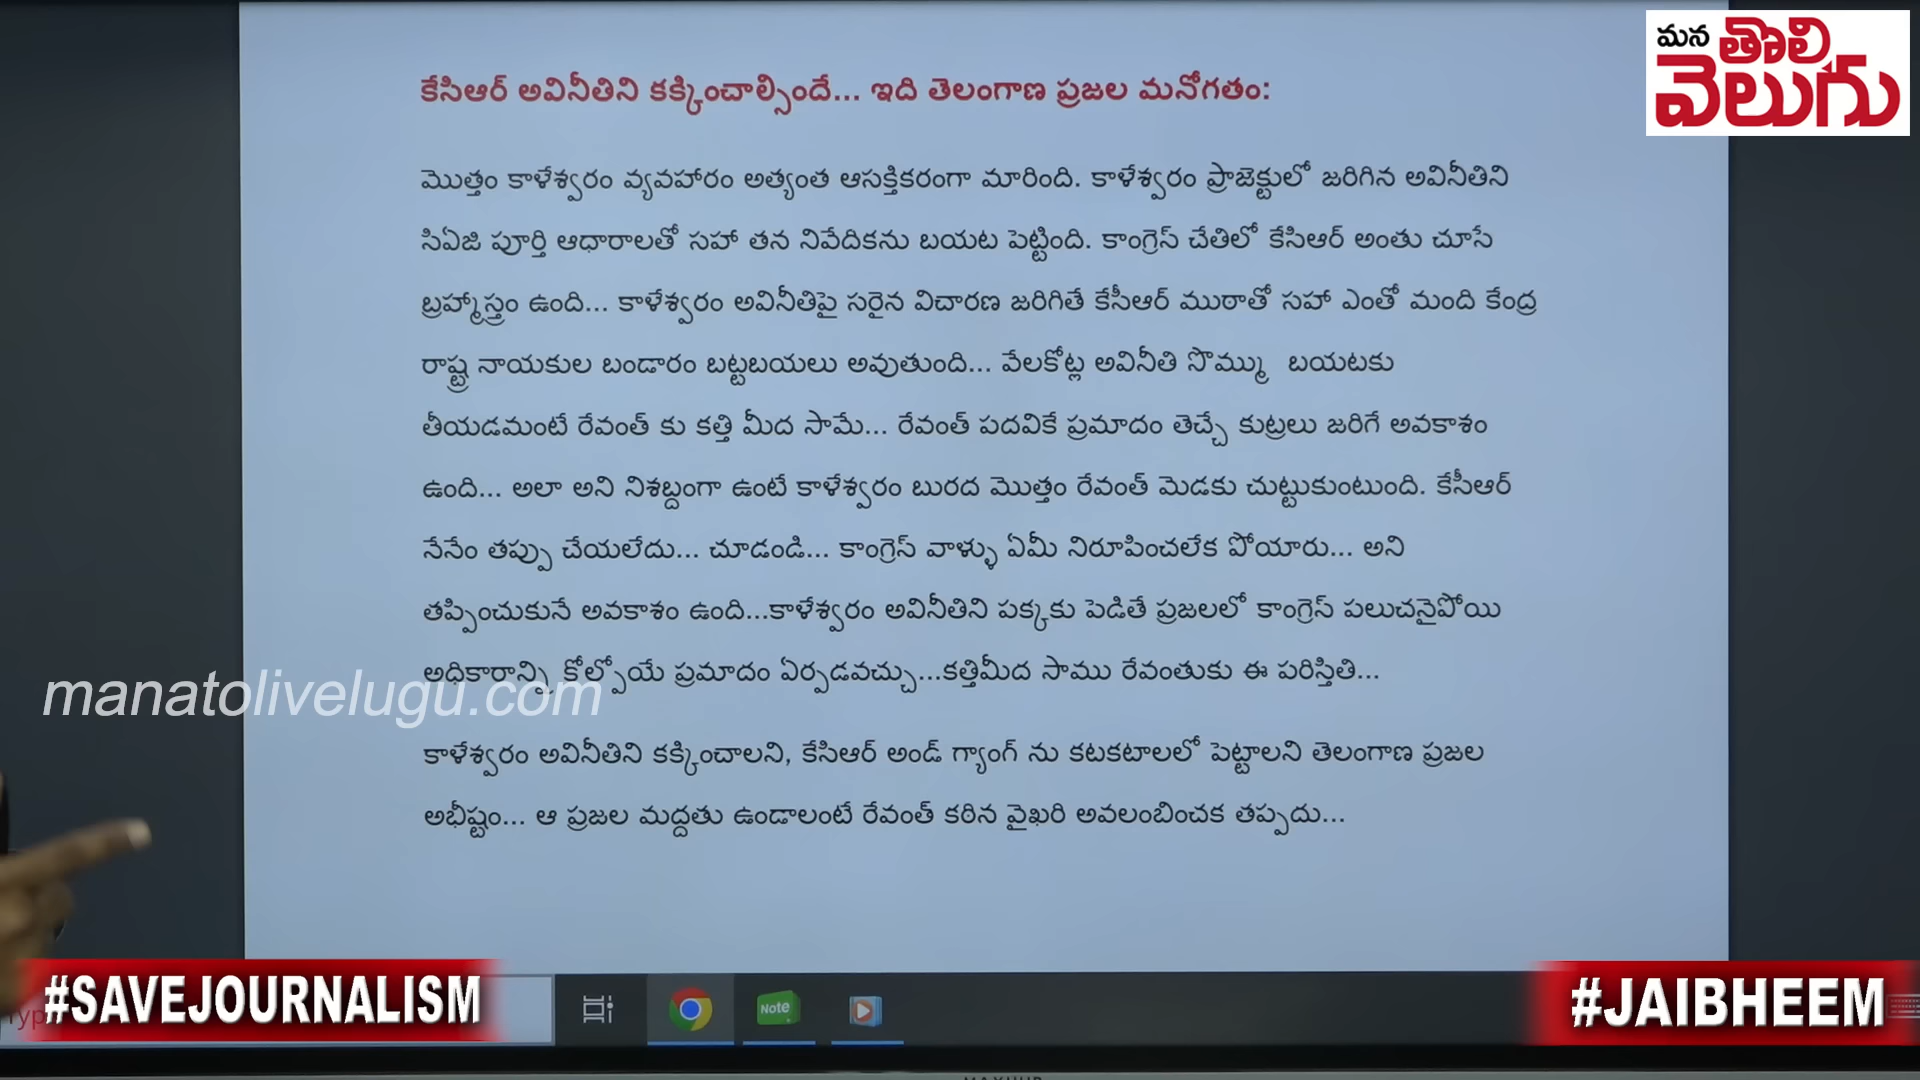 మన
తొలి
వెలుగు
కేసిఆర్ అవినీతిని కక్కించాల్సిందే... ఇది తెలంగాణ ప్రజల మనోగతం:
మొత్తం కాళేశ్వరం వ్యవహారం అత్యంత ఆసక్తికరంగా మారింది. కాళేశ్వరం ప్రాజెక్టులో జరిగిన అవినీతిని
సిఏజి పూర్తి ఆధారాలతో సహా తన నివేదికను బయట పెట్టింది. కాంగ్రెస్ చేతిలో కేసిఆర్ అంతు చూసే
బ్రహ్మాస్త్రం ఉంది... కాళేశ్వరం అవినీతిపై సరైన విచారణ జరిగితే కేసీఆర్ ముఠాతో సహా ఎంతో మంది కేంద్ర
రాష్ట్ర నాయకుల బండారం బట్టబయలు అవుతుంది... వేలకోట్ల అవినీతి సొమ్ము బయటకు
తీయడమంటే రేవంత్ కు కత్తి మీద సామే... రేవంత్ పదవికే ప్రమాదం తెచ్చే కుట్రలు జరిగే అవకాశం
ఉంది... అలా అని నిశబ్దంగా ఉంటే కాళేశ్వరం బురద మొత్తం రేవంత్ మెడకు చుట్టుకుంటుంది. కేసీఆర్
నేనేం తప్పు చేయలేదు... చూడండి... కాంగ్రెస్ వాళ్ళు ఏమీ నిరూపించలేక పోయారు... అని
తప్పించుకునే అవకాశం ఉంది...కాళేశ్వరం అవినీతిని పక్కకు పెడితే ప్రజలలో కాంగ్రెస్ పలుచనైపోయి
అధికారాన్ని కోల్పోయే ప్రమాదం ఏర్పడవచ్చు...కత్తిమీద సాము రేవంతుకు ఈ పరిస్తితి...
manatolivelugu.com
కాళేశ్వరం అవినీతిని కక్కించాలని, కేసిఆర్ అండ్ గ్యాంగ్ ను కటకటాలలో పెట్టాలని తెలంగాణ ప్రజల
అభీష్టం... ఆ ప్రజల మద్దతు ఉండాలంటే రేవంత్ కఠిన వైఖరి అవలంబించక తప్పదు...
#SAVEJOURNALISM
Note
#JAIBHEEM